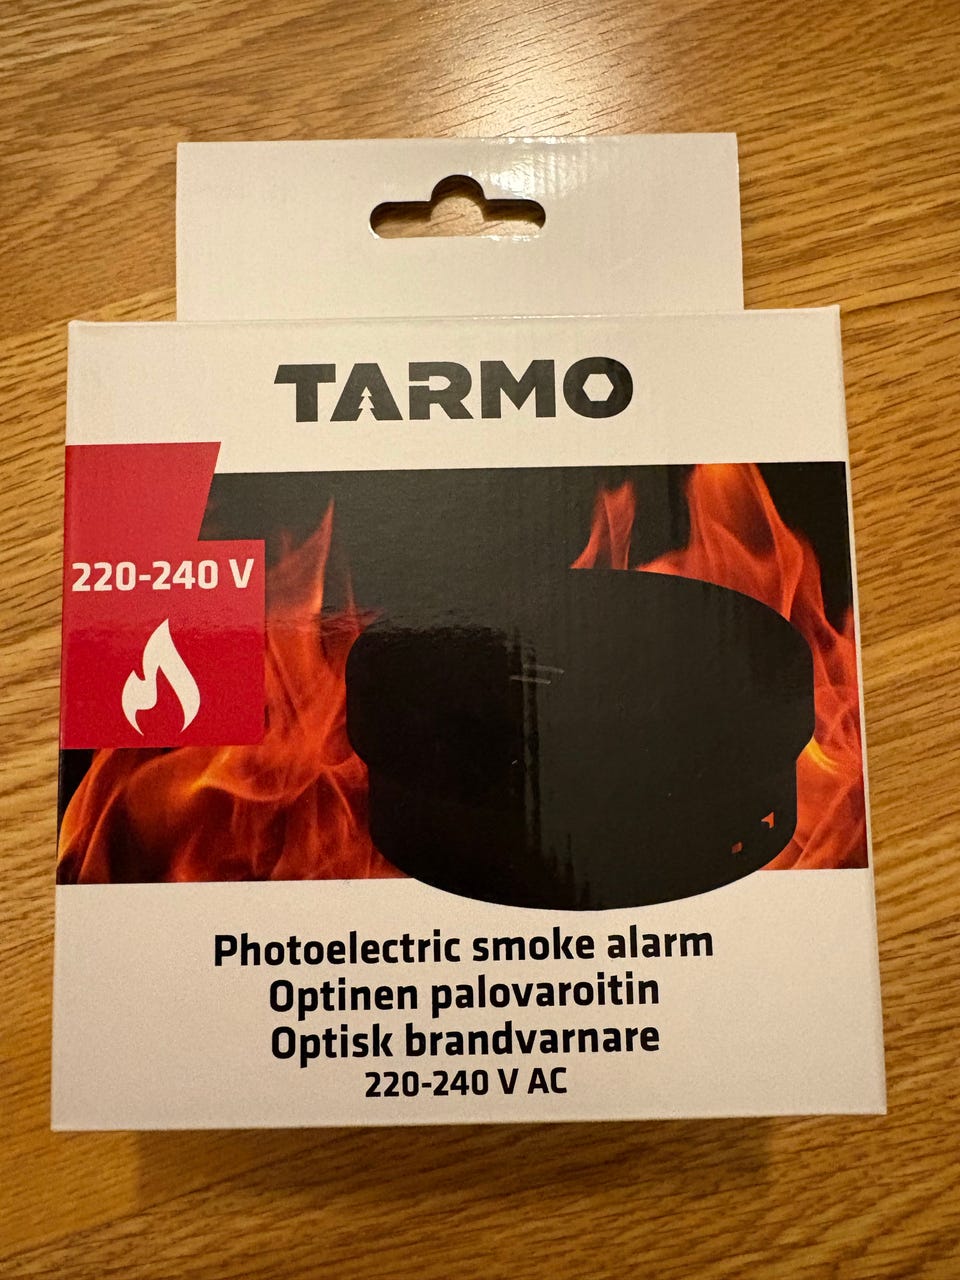 TARMO
220-240 V
Photoelectric smoke alarm
Optinen palovaroitin
Optisk brandvarnare
220-240 V AC